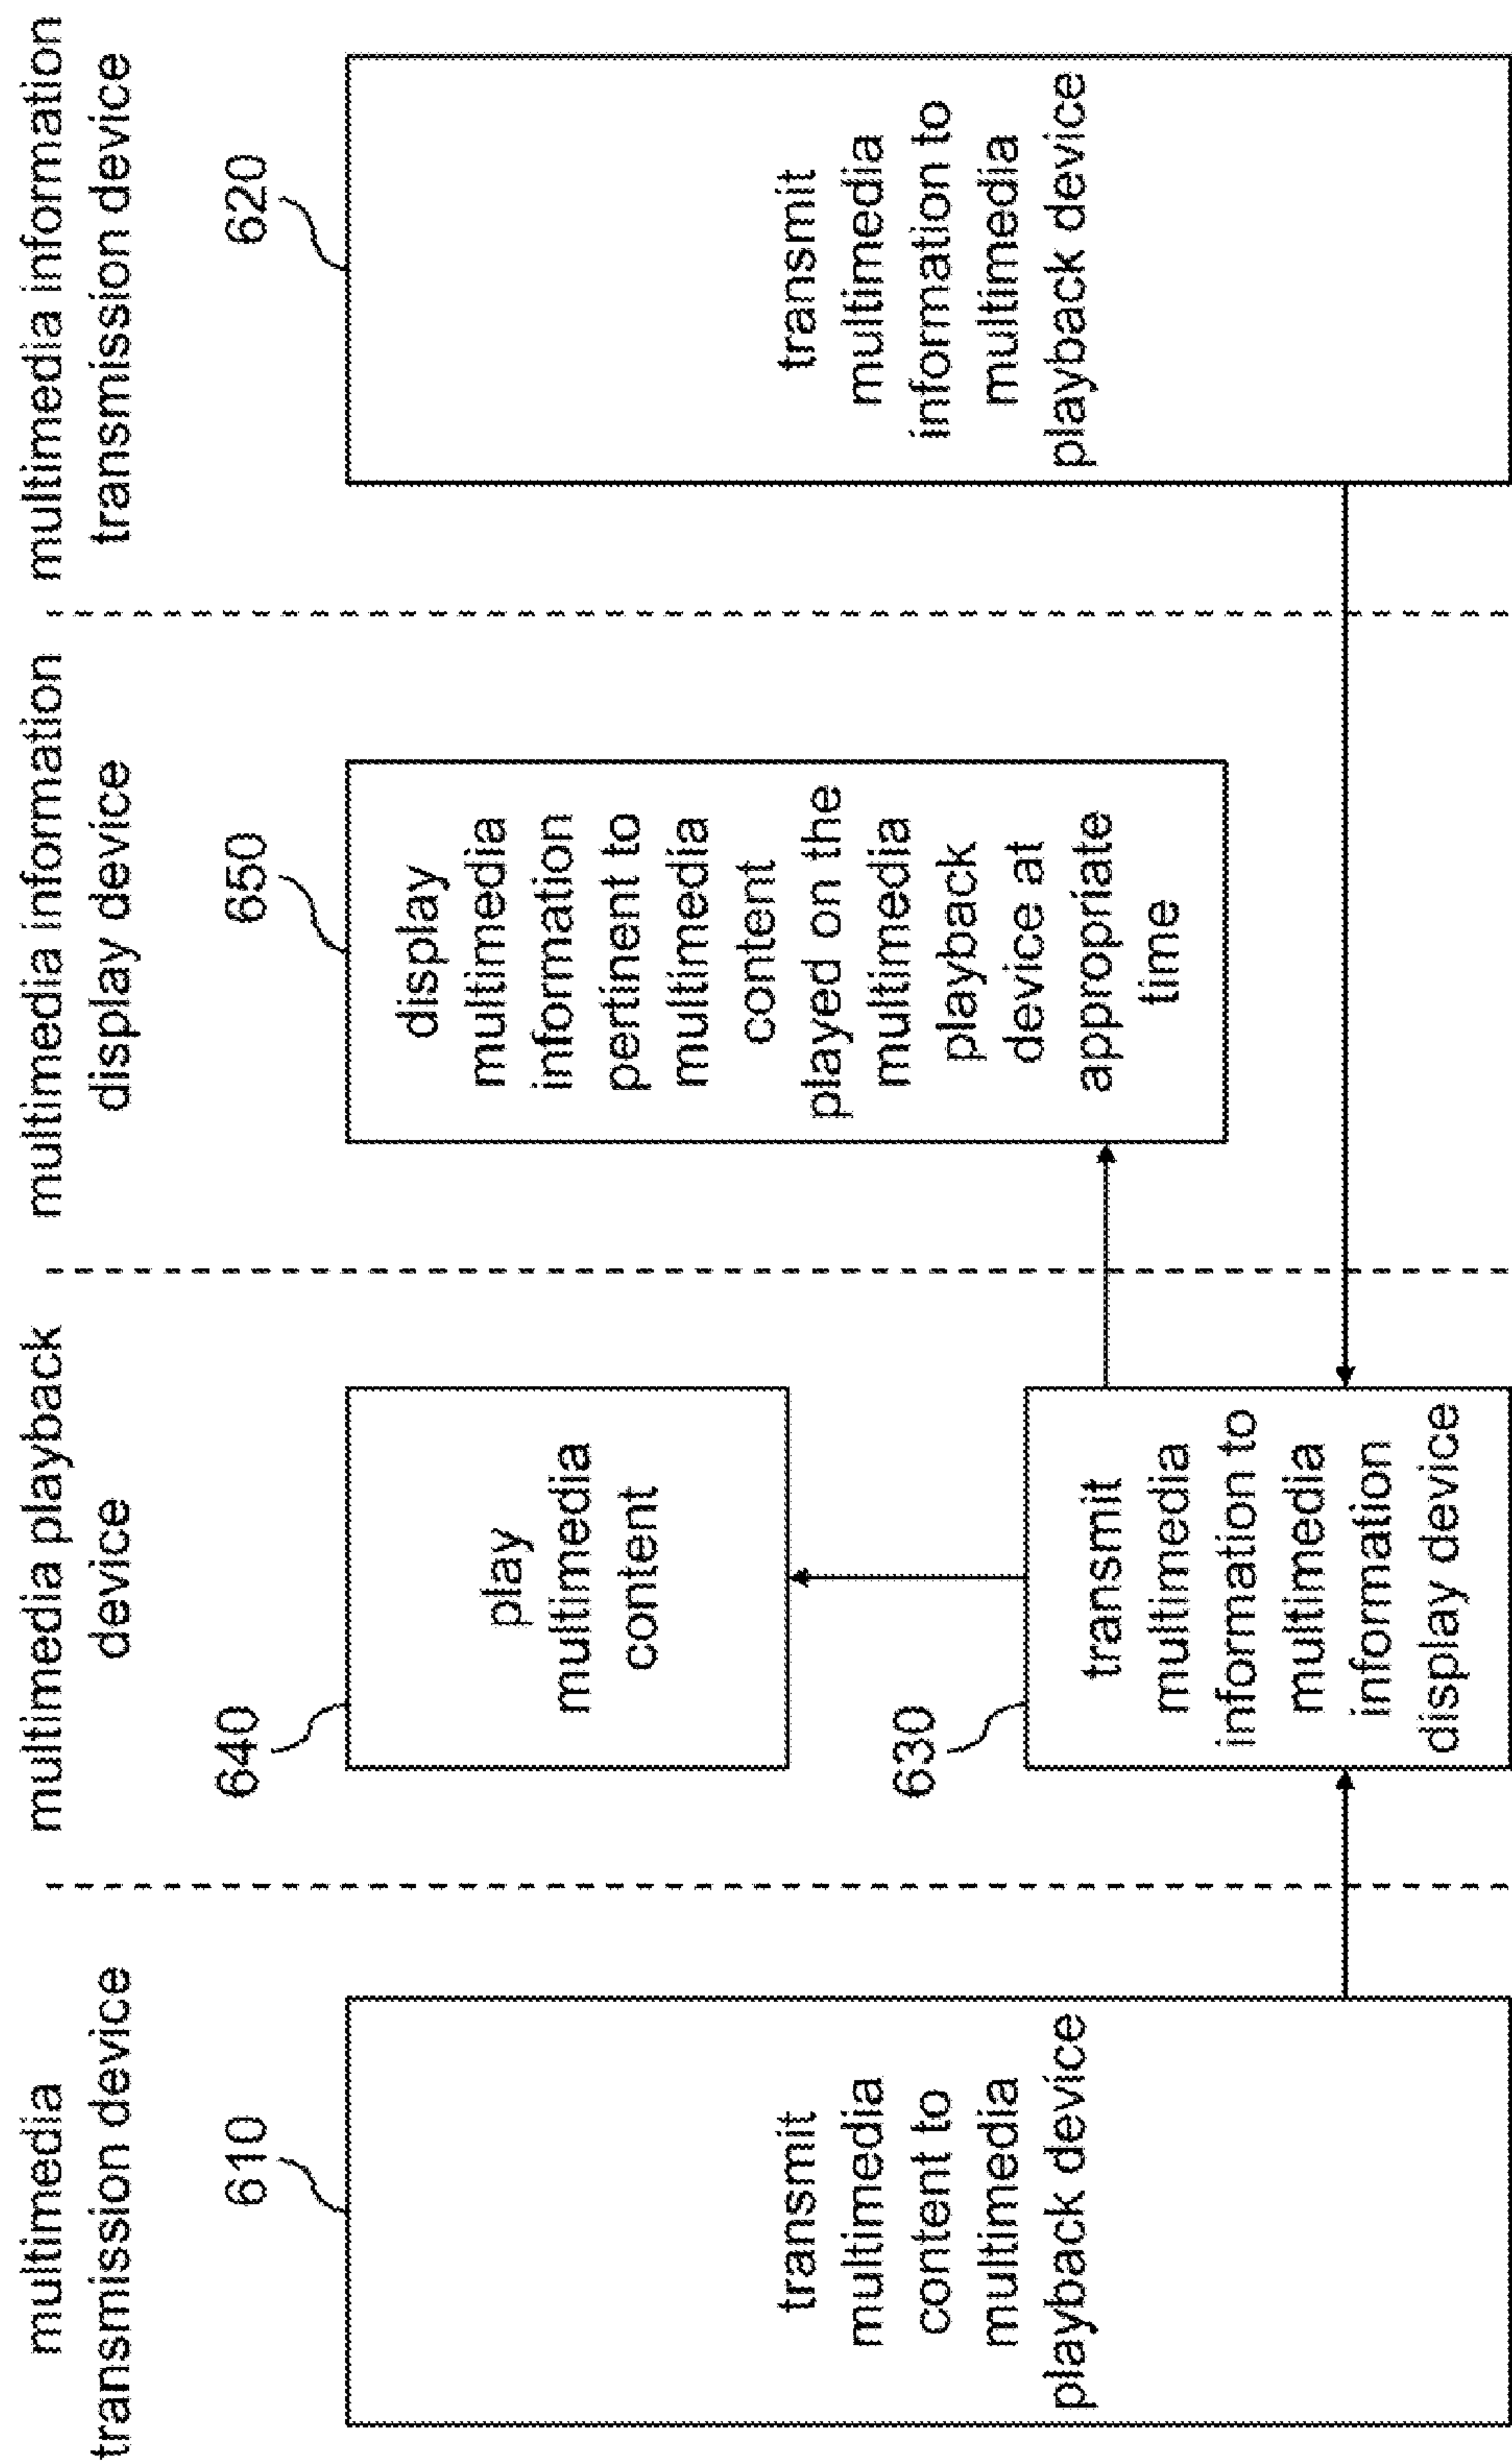 multimedia
transmission device
multimedia playback
device
multimedia information
display device
multimedia information
transmission device
610
transmit
multimedia
content to
multimedia
playback device
640
play
multimedia
content
630
transmit
multimedia
information to
multimedia
information
display device
650
display
multimedia
information
pertinent to
multimedia
content
played on the
multimedia
playback
device at
appropriate
time
620
transmit
multimedia
information to
multimedia
playback device